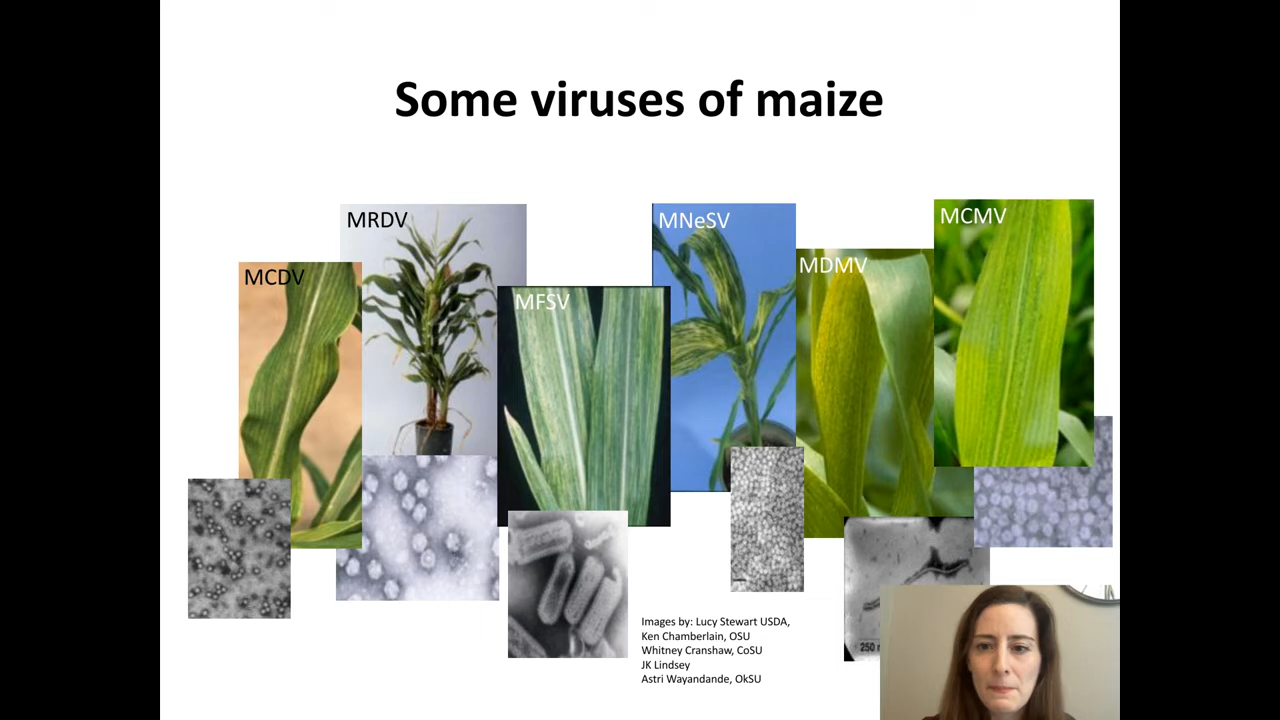 Some viruses of maize
MCDV
MRDV
MFSV
MNeSV
MDMV
MCMV
Images by: Lucy Stewart USDA,
Ken Chamberlain, OSU
Whitney Cranshaw, CoSU
JK Lindsey
Astri Wayandande, OkSU
250